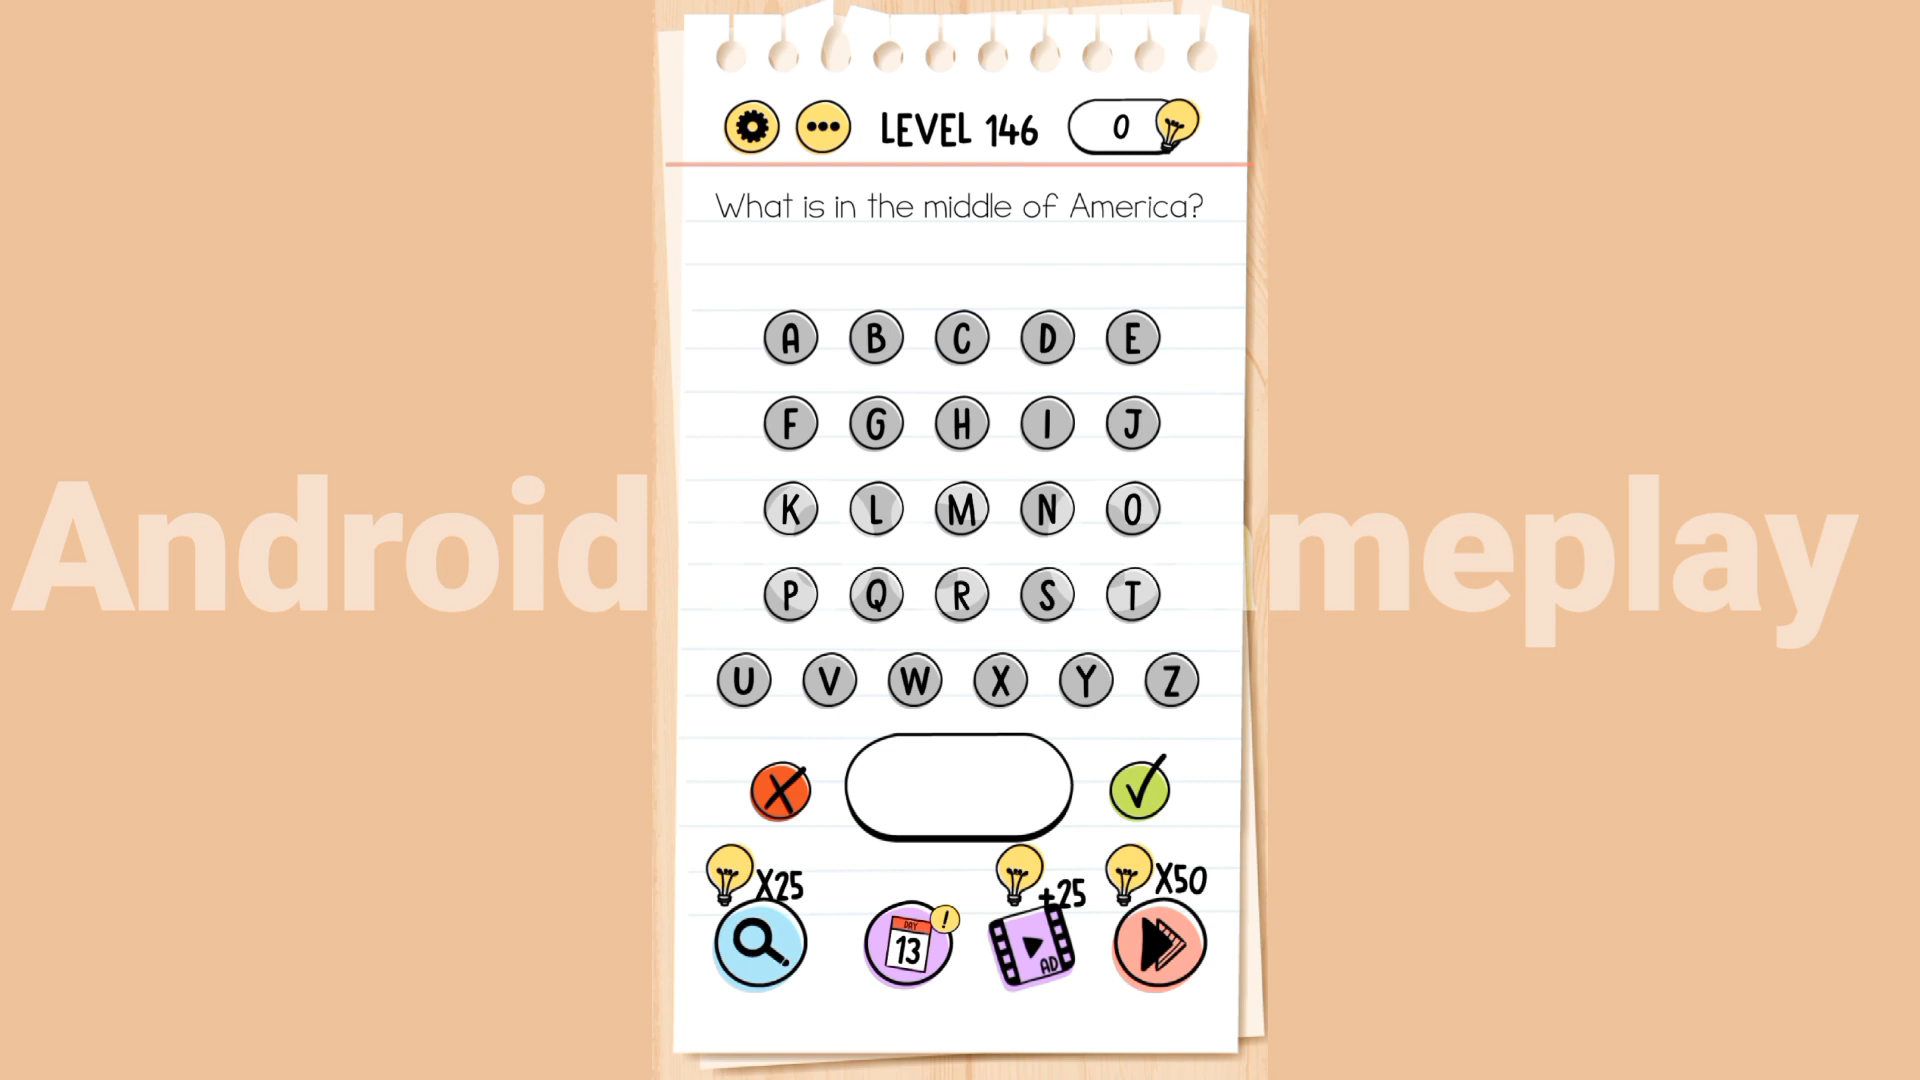 LEVEL 146
0
What is in the middle of America?
A B C D E
F G H I J
K L M N O
P Q R S T
U V W X Y Z
X25
+25
X50
DAY
13
!
AD
Android
meplay